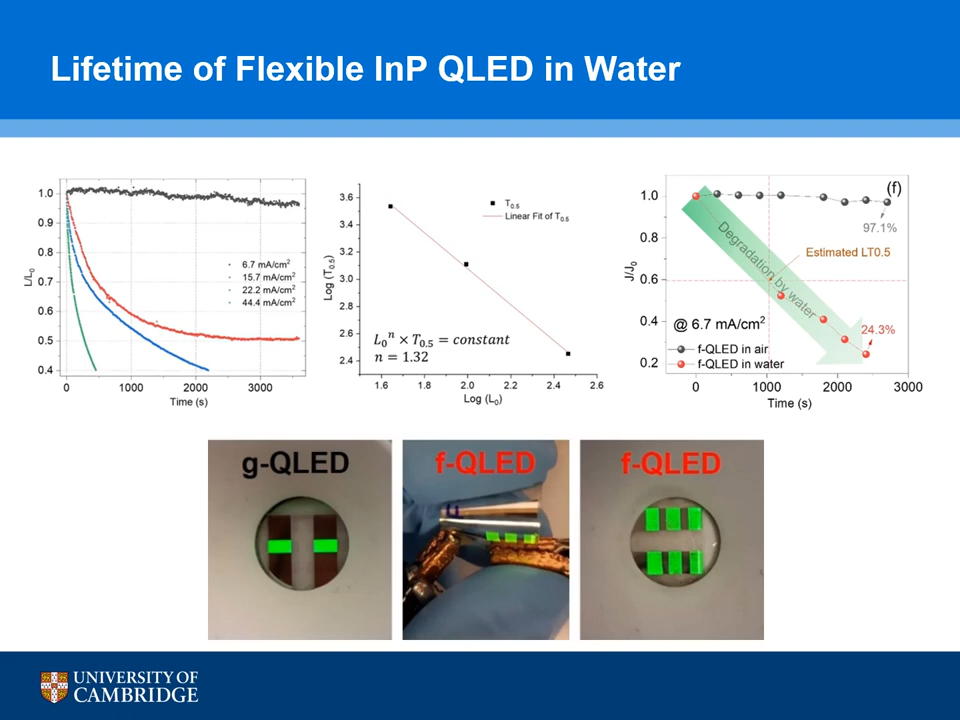 Lifetime of Flexible InP QLED in Water
L/L₀
1.0
0.9
0.8
0.7
0.6
0.5
0.4
6.7 mA/cm²
15.7 mA/cm²
22.2 mA/cm²
44.4 mA/cm²
0 1000 2000 3000
Time (s)
Log (T₀.₅)
3.6
3.4
3.2
3.0
2.8
2.6
2.4
T₀.₅
Linear Fit of T₀.₅
L₀ⁿ × T₀.₅ = constant
n = 1.32
1.6 1.8 2.0 2.2 2.4 2.6
Log (L₀)
J/J₀
1.0
0.8
0.6
0.4
0.2
(f)
97.1%
Degradation by water
Estimated LT0.5
24.3%
@ 6.7 mA/cm²
f-QLED in air
f-QLED in water
0 1000 2000 3000
Time (s)
g-QLED
f-QLED
f-QLED
UNIVERSITY OF
CAMBRIDGE